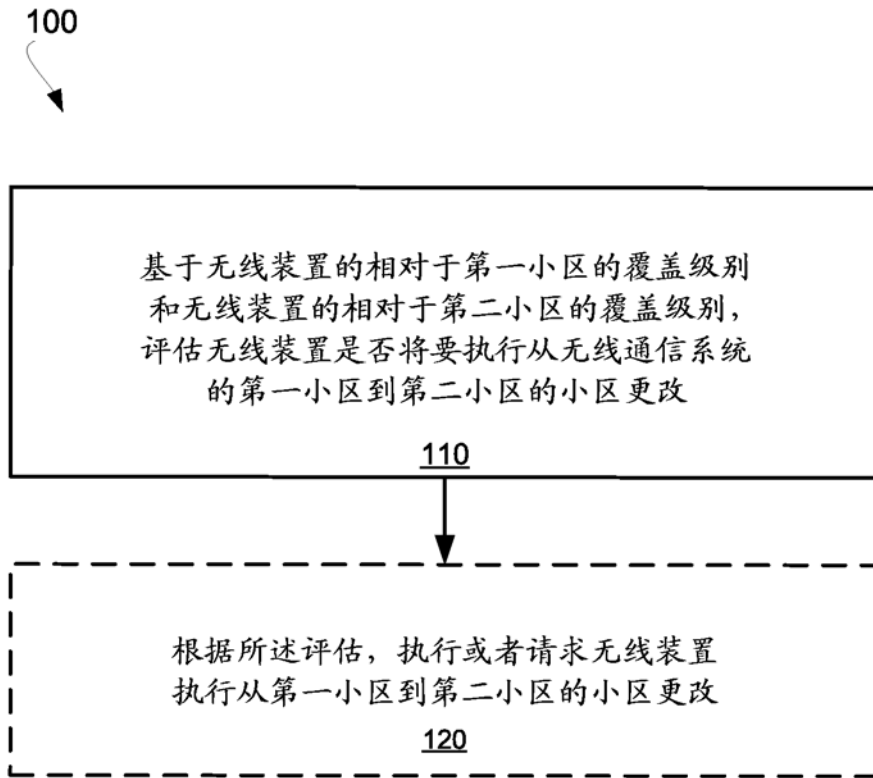 100
基于无线装置的相对于第一小区的覆盖级别
和无线装置的相对于第二小区的覆盖级别，
评估无线装置是否将要执行从无线通信系统
的第一小区到第二小区的小区更改
110
根据所述评估，执行或者请求无线装置
执行从第一小区到第二小区的小区更改
120